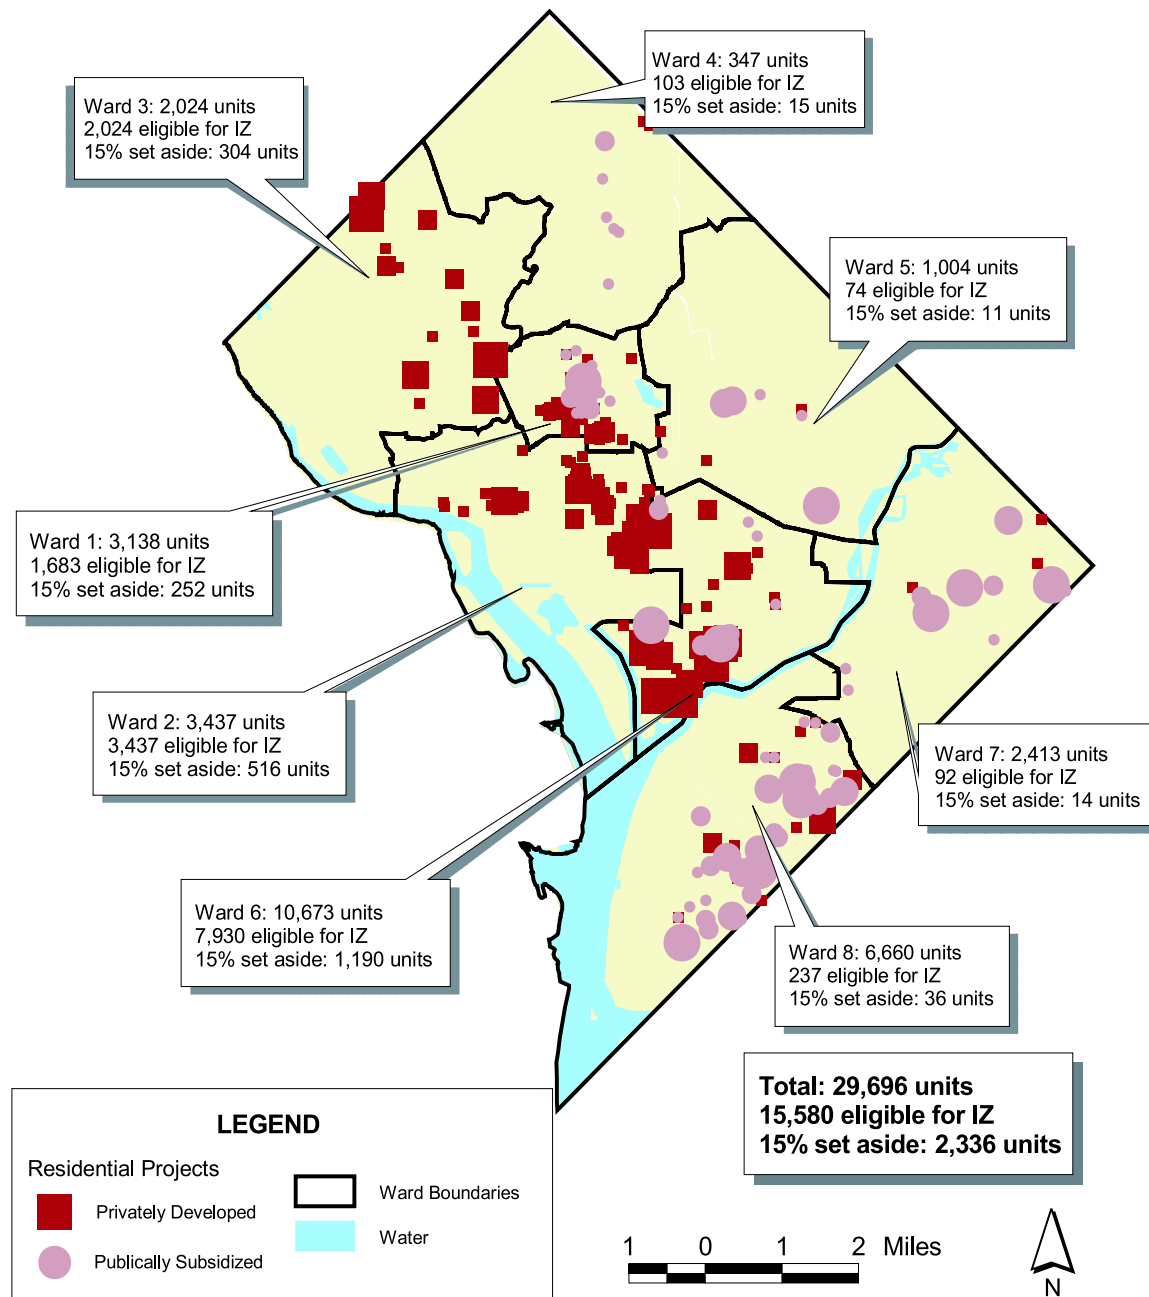 Ward 4: 347 units
103 eligible for IZ
15% set aside: 15 units
Ward 3: 2,024 units
2,024 eligible for IZ
15% set aside: 304 units
Ward 5: 1,004 units
74 eligible for IZ
15% set aside: 11 units
Ward 1: 3,138 units
1,683 eligible for IZ
15% set aside: 252 units
Ward 2: 3,437 units
3,437 eligible for IZ
15% set aside: 516 units
Ward 7: 2,413 units
92 eligible for IZ
15% set aside: 14 units
Ward 6: 10,673 units
7,930 eligible for IZ
15% set aside: 1,190 units
Ward 8: 6,660 units
237 eligible for IZ
15% set aside: 36 units
Total: 29,696 units
15,580 eligible for IZ
15% set aside: 2,336 units
LEGEND
Residential Projects
Privately Developed
Publically Subsidized
Ward Boundaries
Water
1 0 1 2 Miles
N